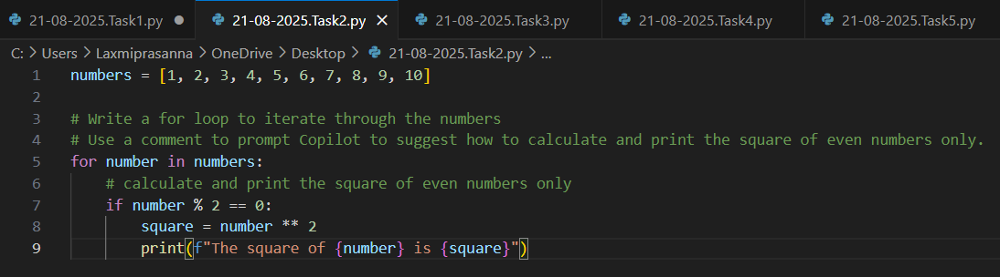 21-08-2025.Task1.py 21-08-2025.Task2.py 21-08-2025.Task3.py 21-08-2025.Task4.py 21-08-2025.Task5.py
C: > Users > Laxmiprasanna > OneDrive > Desktop > 21-08-2025.Task2.py > ...
1 numbers = [1, 2, 3, 4, 5, 6, 7, 8, 9, 10]
2
3 # Write a for loop to iterate through the numbers
4 # Use a comment to prompt Copilot to suggest how to calculate and print the square of even numbers only.
5 for number in numbers:
6     # calculate and print the square of even numbers only
7     if number % 2 == 0:
8         square = number ** 2
9         print(f"The square of {number} is {square}")